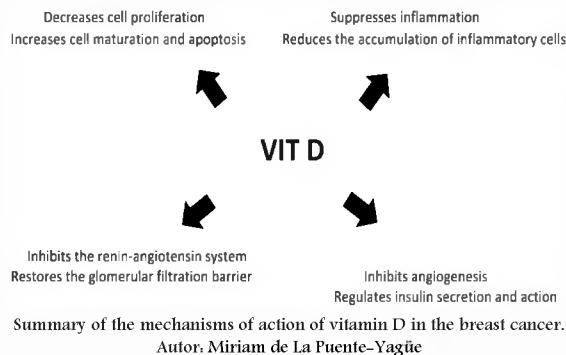 Decreases cell proliferation
Increases cell maturation and apoptosis
Suppresses inflammation
Reduces the accumulation of inflammatory cells
VIT D
Inhibits the renin-angiotensin system
Restores the glomerular filtration barrier
Inhibits angiogenesis
Regulates insulin secretion and action
Summary of the mechanisms of action of vitamin D in the breast cancer.
Autor: Miriam de La Puente-Yagüe